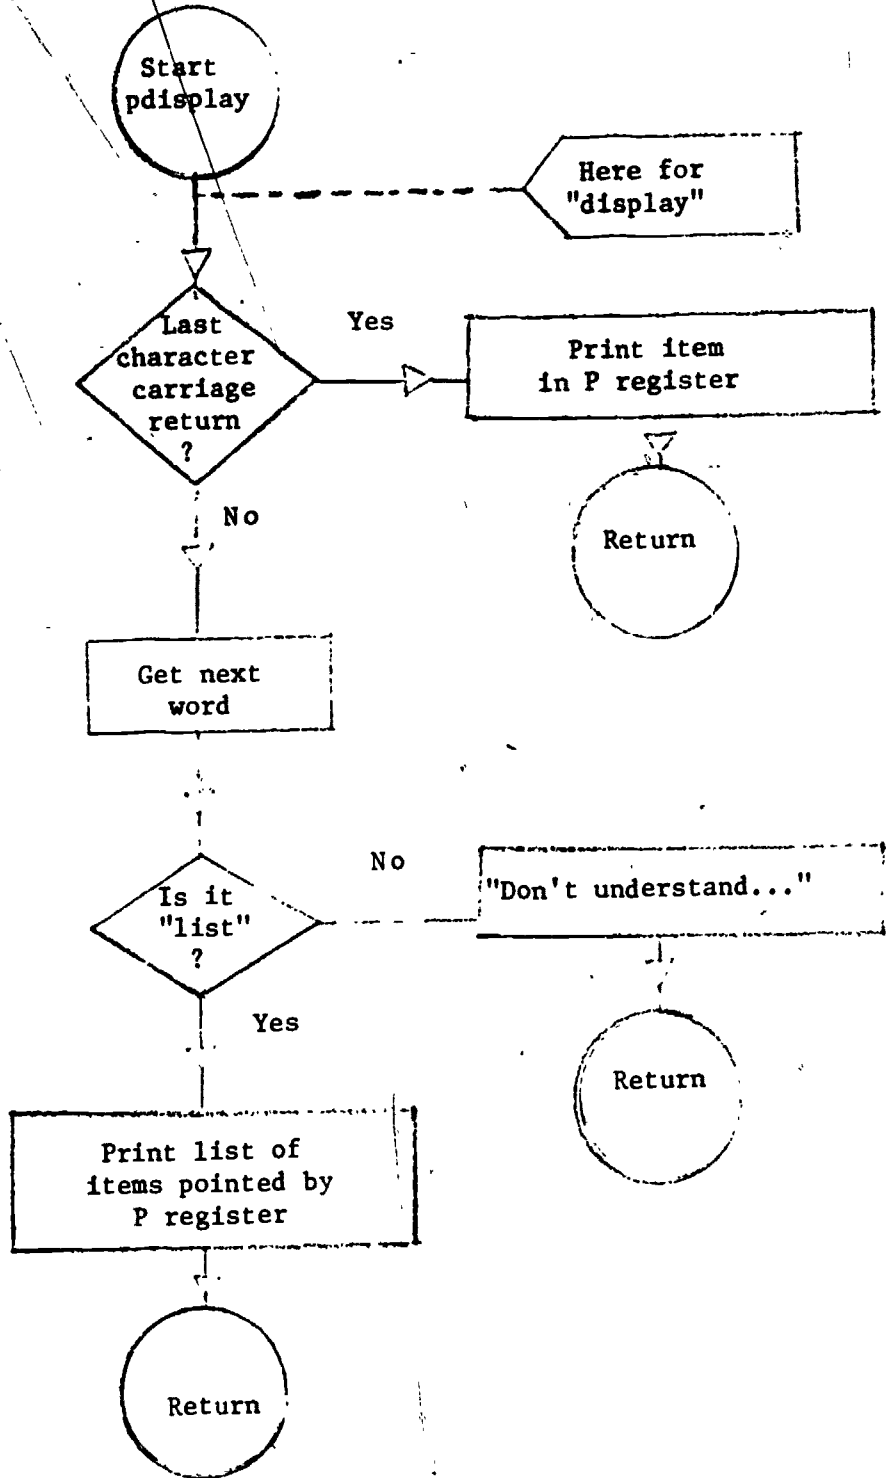 Start
pdisplay
Here for
"display"
Last
character
carriage
return
?
Yes
Print item
in P register
Return
No
Get next
word
Is it
"list"
?
No
"Don't understand..."
Return
Yes
Print list of
items pointed by
P register
Return